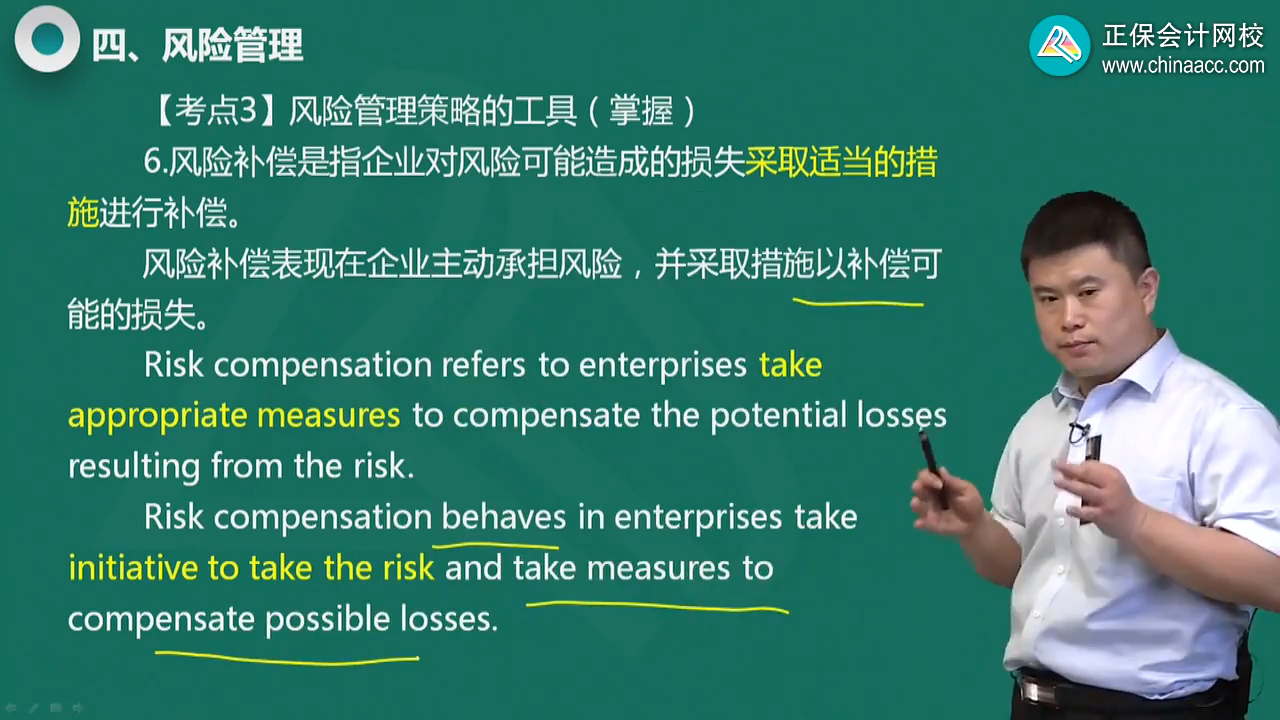 四、风险管理
正保会计网校
www.chinaacc.com
【考点3】风险管理策略的工具（掌握）
6.风险补偿是指企业对风险可能造成的损失采取适当的措
施进行补偿。
风险补偿表现在企业主动承担风险，并采取措施以补偿可
能的损失。
Risk compensation refers to enterprises take
appropriate measures to compensate the potential losses
resulting from the risk.
Risk compensation behaves in enterprises take
initiative to take the risk and take measures to
compensate possible losses.